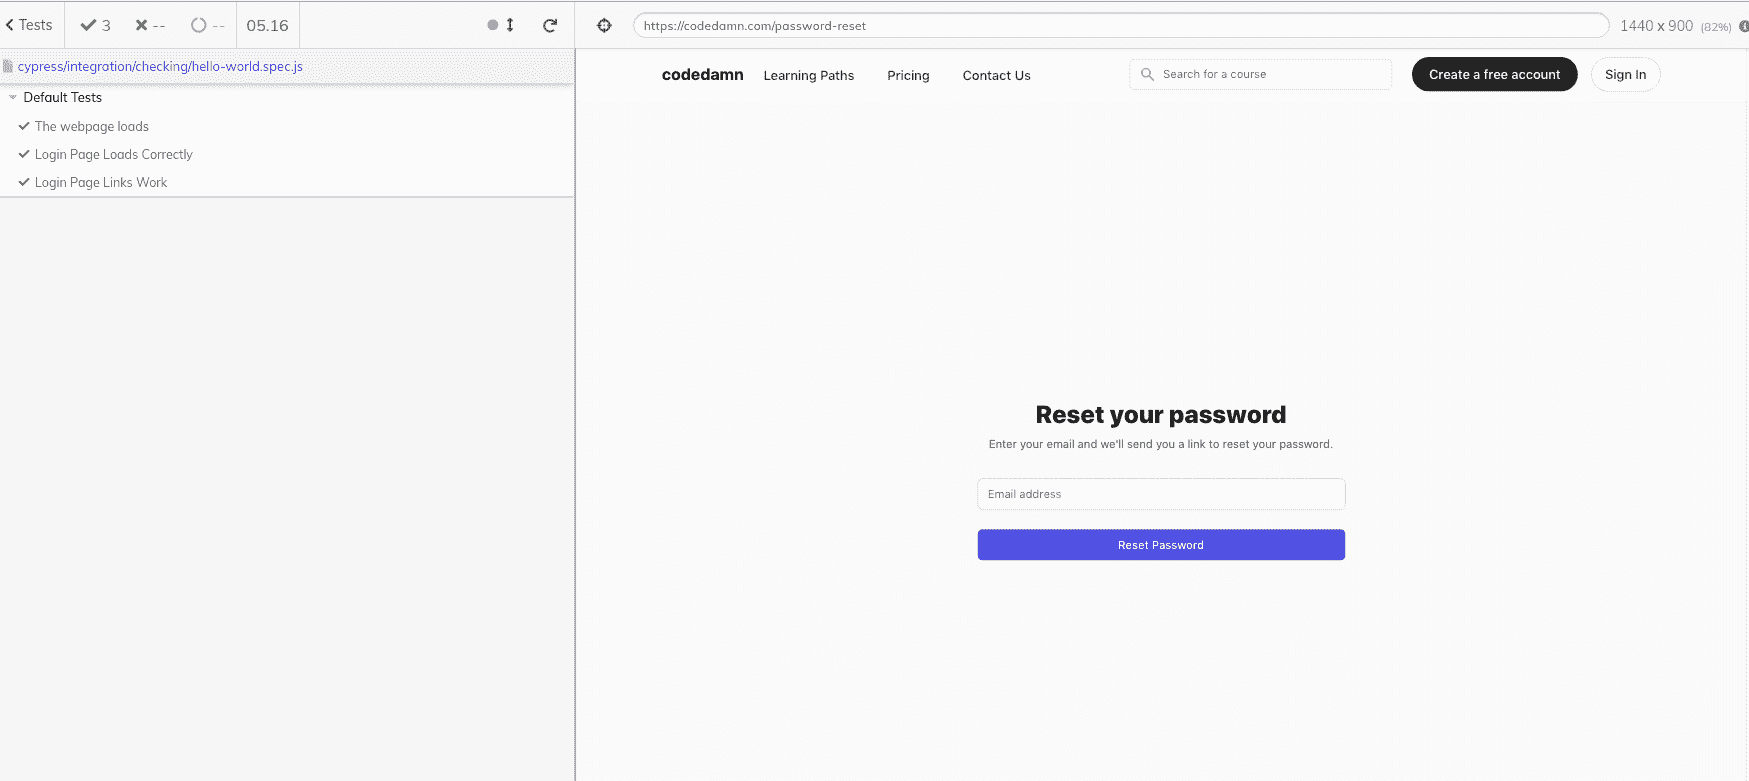 Tests 3 -- -- 05.16
https://codedamn.com/password-reset 1440 x 900 (82%)
cypress/integration/checking/hello-world.spec.js
Default Tests
The webpage loads
Login Page Loads Correctly
Login Page Links Work
codedamn Learning Paths Pricing Contact Us Search for a course Create a free account Sign In
Reset your password
Enter your email and we'll send you a link to reset your password.
Email address
Reset Password